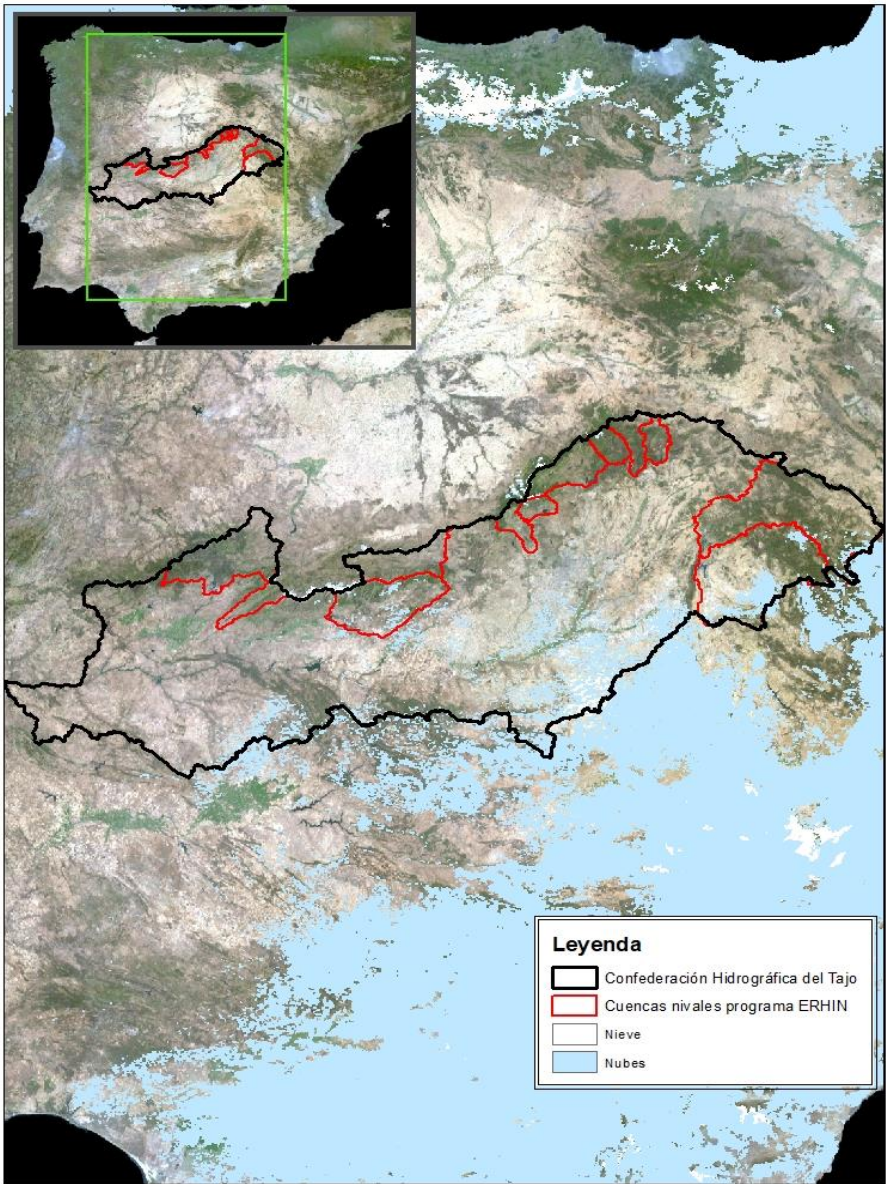 Leyenda
Confederación Hidrográfica del Tajo
Cuencas nivales programa ERHIN
Nieve
Nubes